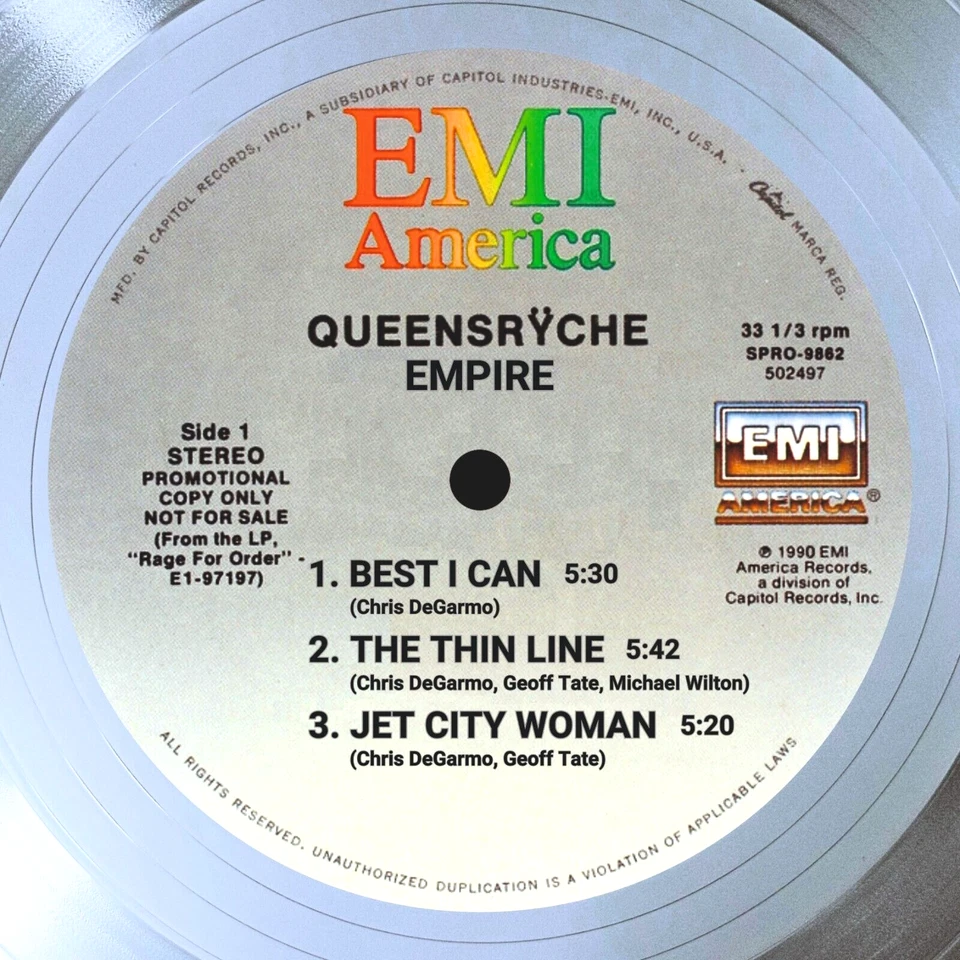 MFD. BY CAPITOL RECORDS, INC., A SUBSIDIARY OF CAPITOL INDUSTRIES-EMI, INC., U.S.A. · Capitol MARCA REG.
EMI
America
QUEENSRŸCHE
EMPIRE
33 1/3 rpm
SPRO-9862
502497
EMI
AMERICA®
Side 1
STEREO
PROMOTIONAL
COPY ONLY
NOT FOR SALE
(From the LP,
“Rage For Order” -
E1-97197)
℗ 1990 EMI
America Records,
a division of
Capitol Records, Inc.
1. BEST I CAN 5:30
(Chris DeGarmo)
2. THE THIN LINE 5:42
(Chris DeGarmo, Geoff Tate, Michael Wilton)
3. JET CITY WOMAN 5:20
(Chris DeGarmo, Geoff Tate)
ALL RIGHTS RESERVED. UNAUTHORIZED DUPLICATION IS A VIOLATION OF APPLICABLE LAWS